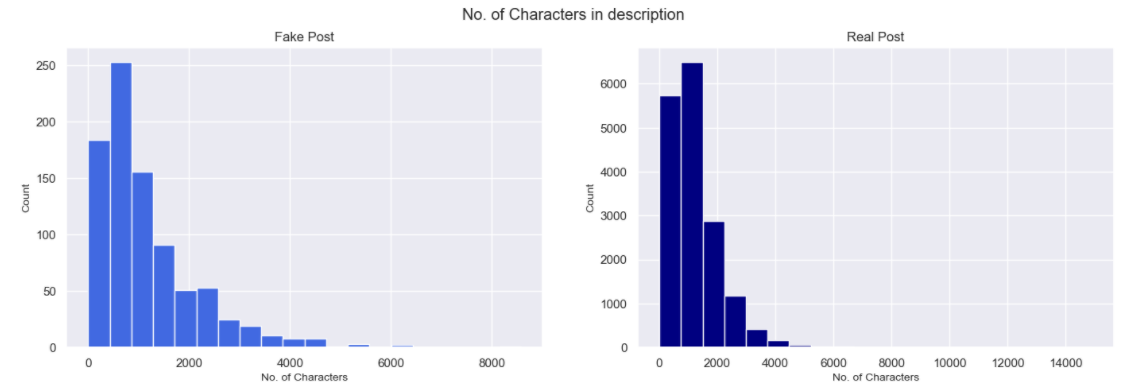 No. of Characters in description
Fake Post
250
200
150
100
50
0
Count
0 2000 4000 6000 8000
No. of Characters
Real Post
6000
5000
4000
3000
2000
1000
0
Count
0 2000 4000 6000 8000 10000 12000 14000
No. of Characters